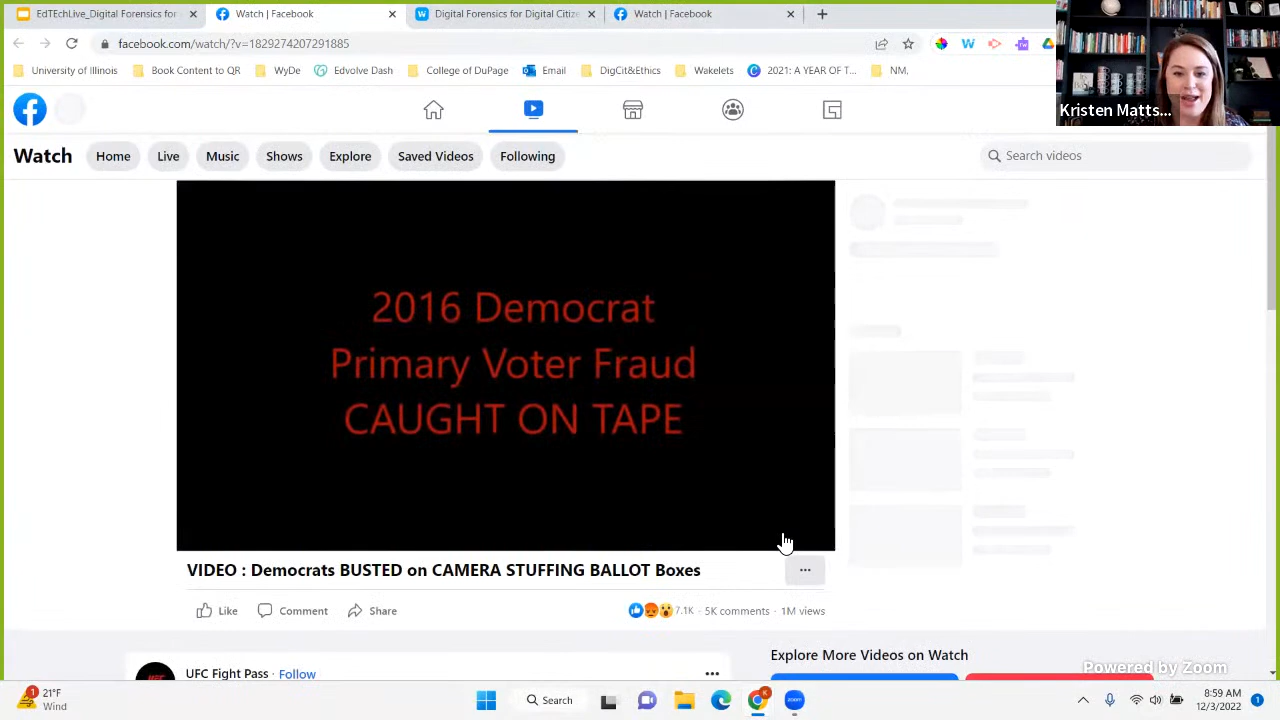 EdTEchLive_Digital Forensics for
Watch | Facebook
Digital Forensics for Digital Citize
Watch | Facebook
facebook.com/watch/?v=1829274287291885
University of Illinois
Book Content to QR
WyDe
Edvolve Dash
College of DuPage
Email
DigCit&Ethics
Wakelets
2021: A YEAR OF T...
NM,
Kristen Matts...
Watch
Home
Live
Music
Shows
Explore
Saved Videos
Following
Search videos
2016 Democrat
Primary Voter Fraud
CAUGHT ON TAPE
VIDEO : Democrats BUSTED on CAMERA STUFFING BALLOT Boxes
Like
Comment
Share
7.1K · 5K comments · 1M views
UFC Fight Pass · Follow
Explore More Videos on Watch
Powered by Zoom
1
21°F
Wind
Search
zoom
8:59 AM
12/3/2022
1